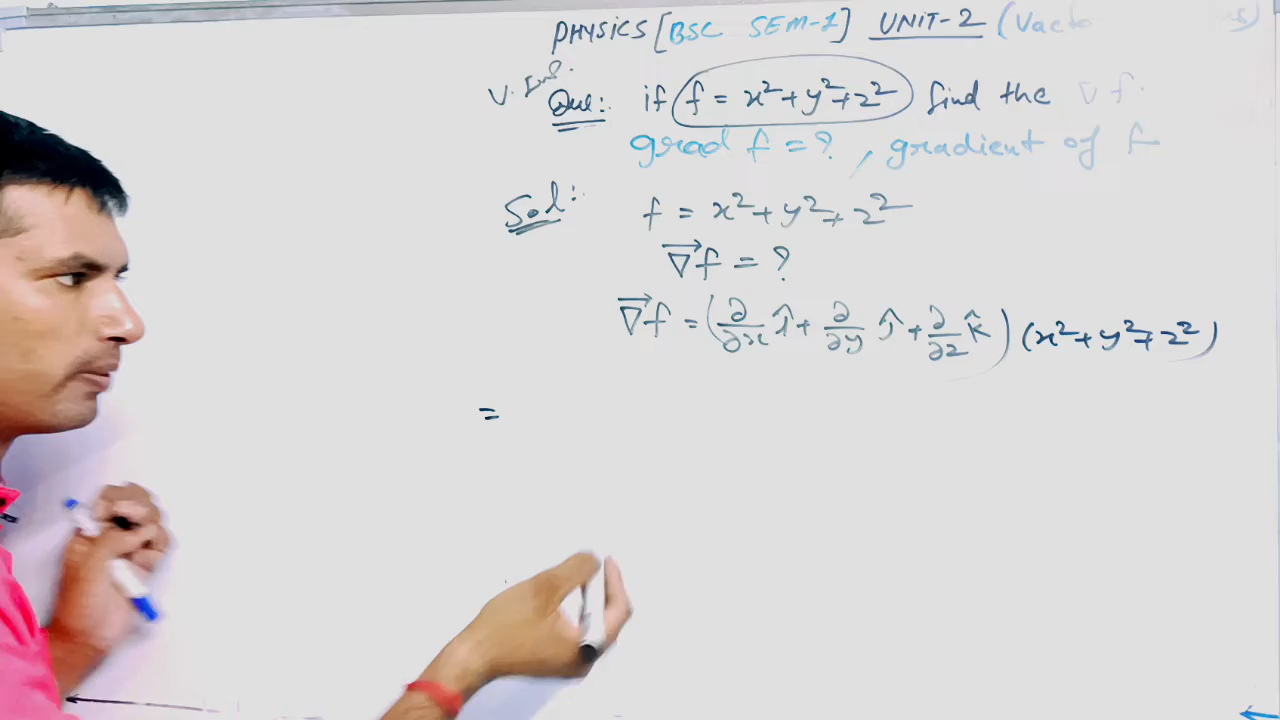 PHYSICS [BSC SEM-1] UNIT-2 (Vacto
V. Imp.
Que:. if f = x²+y²+z² find the ∇f.
grad f = ?, gradient of f
Sol:. f = x²+y²+z²
∇⃗f = ?
∇⃗f = (∂/∂x î + ∂/∂y ĵ + ∂/∂z k̂) (x²+y²+z²)
=